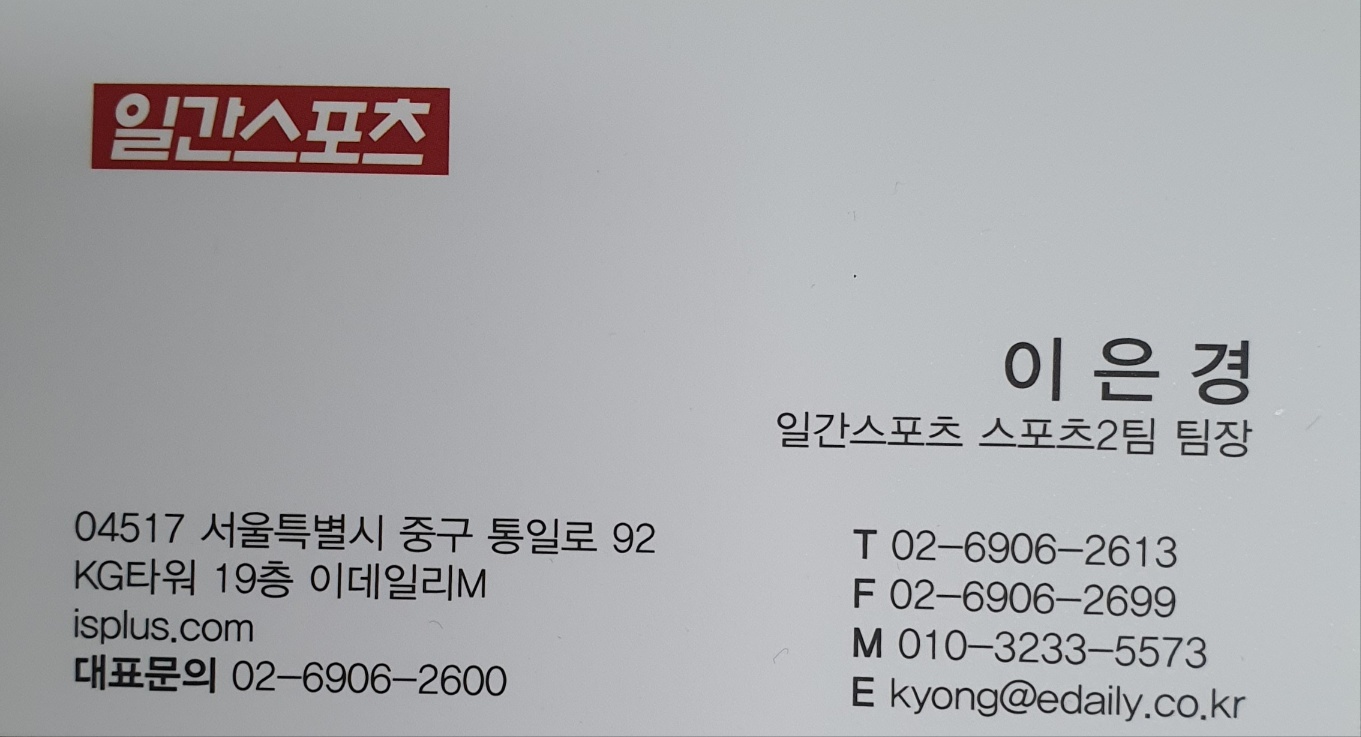 일간스포츠
이 은 경
일간스포츠 스포츠2팀 팀장
04517 서울특별시 중구 통일로 92
KG타워 19층 이데일리M
isplus.com
대표문의 02-6906-2600
T 02-6906-2613
F 02-6906-2699
M 010-3233-5573
E kyong@edaily.co.kr